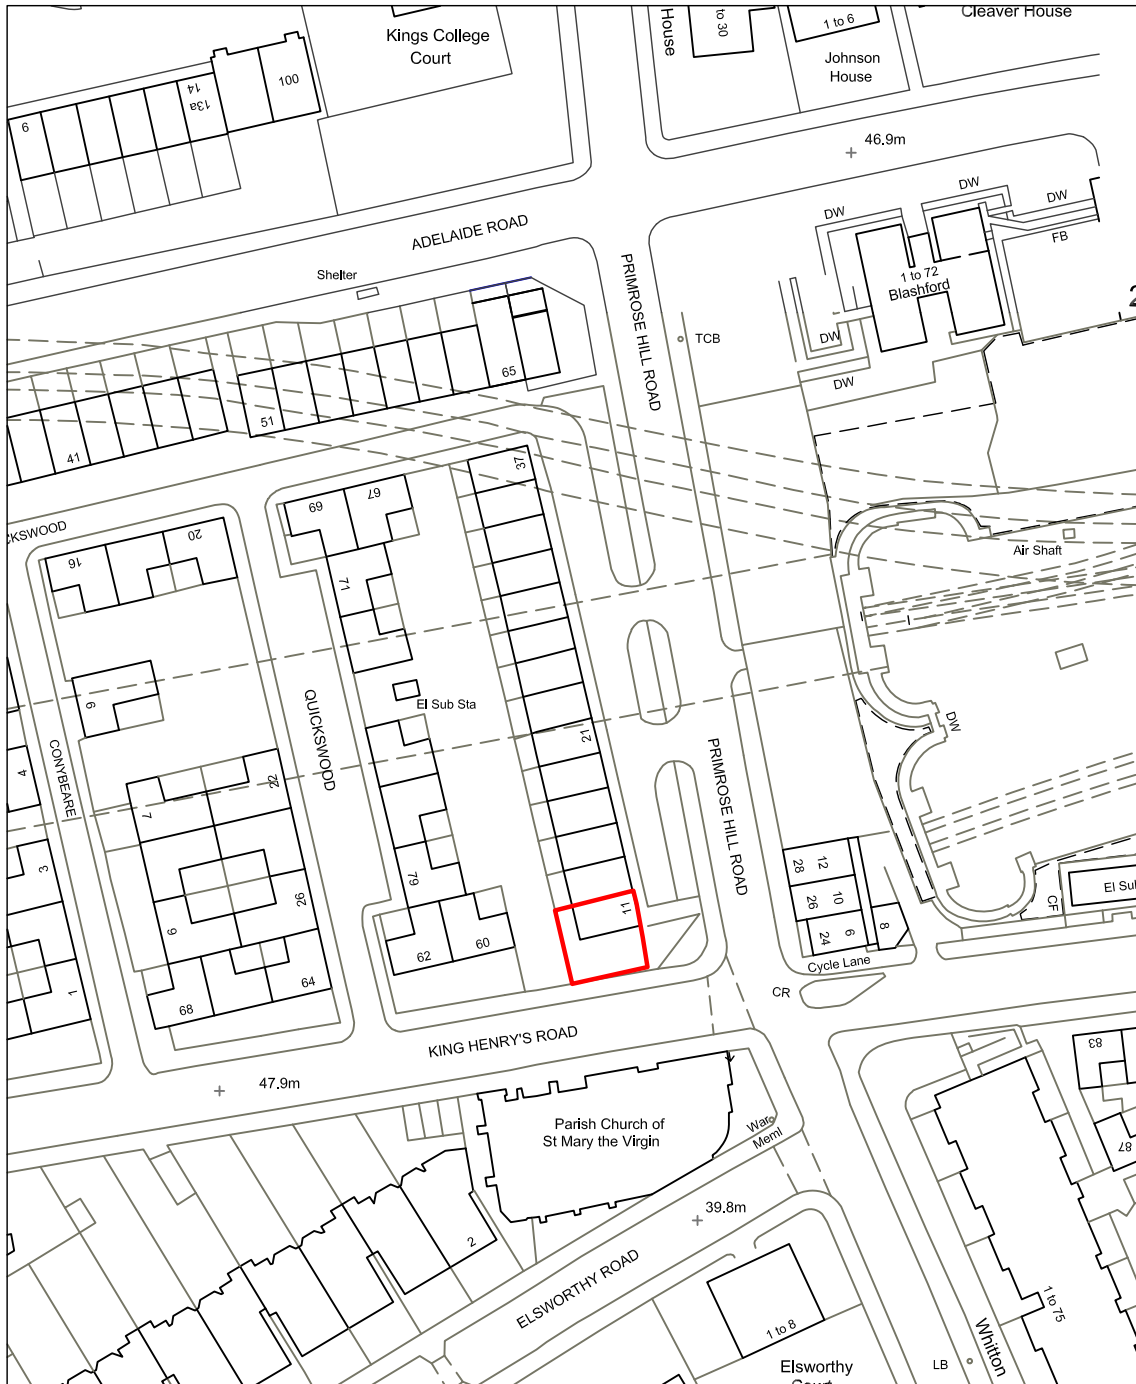 Kings College
Court
House
to 30
1 to 6
Cleaver House
Johnson
House
9
14
13a
100
46.9m
ADELAIDE ROAD
Shelter
PRIMROSE HILL ROAD
TCB
DW
DW
DW
FB
1 to 72
Blashford
DW
DW
65
51
41
37
CKSWOOD
69
67
16
20
71
Air Shaft
El Sub Sta
QUICKSWOOD
CONYBEARE
9
4
21
DW
PRIMROSE HILL ROAD
7
22
3
79
26
6
1
68
64
62
60
11
28
12
26
10
24
6
8
El Sub
CF
Cycle Lane
CR
KING HENRY'S ROAD
47.9m
83
87
Parish Church of
St Mary the Virgin
War
Meml
39.8m
2
ELSWORTHY ROAD
1 to 8
1 to 75
Whitton
LB
Elsworthy
Court